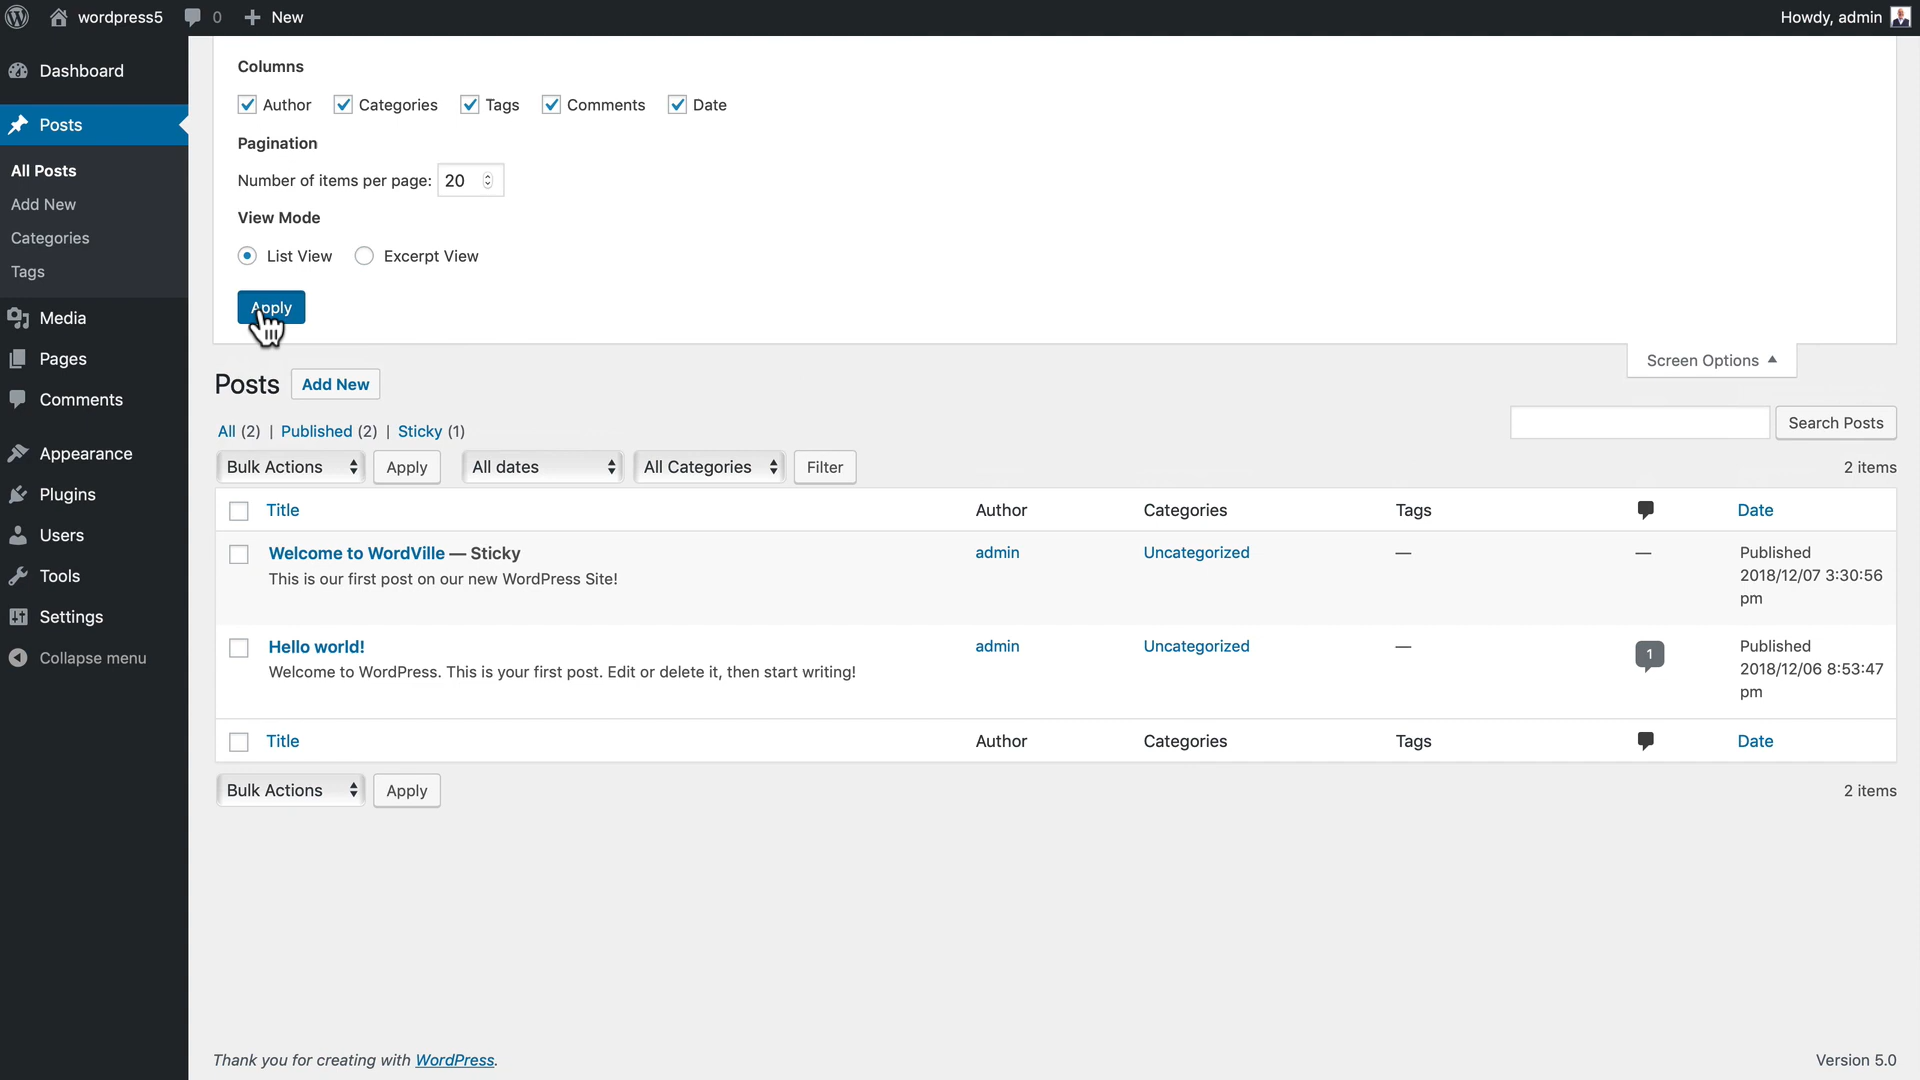 wordpress5 0 New Howdy, admin
Dashboard
Posts
All Posts
Add New
Categories
Tags
Media
Pages
Comments
Appearance
Plugins
Users
Tools
Settings
Collapse menu
Columns
Author Categories Tags Comments Date
Pagination
Number of items per page: 20
View Mode
List View Excerpt View
Apply
Screen Options
Posts Add New
All (2) | Published (2) | Sticky (1)
Search Posts
Bulk Actions Apply All dates All Categories Filter 2 items
Title Author Categories Tags Date
Welcome to WordVille — Sticky admin Uncategorized — — Published
This is our first post on our new WordPress Site! 2018/12/07 3:30:56
pm
Hello world! admin Uncategorized — 1 Published
Welcome to WordPress. This is your first post. Edit or delete it, then start writing! 2018/12/06 8:53:47
pm
Title Author Categories Tags Date
Bulk Actions Apply 2 items
Thank you for creating with WordPress. Version 5.0